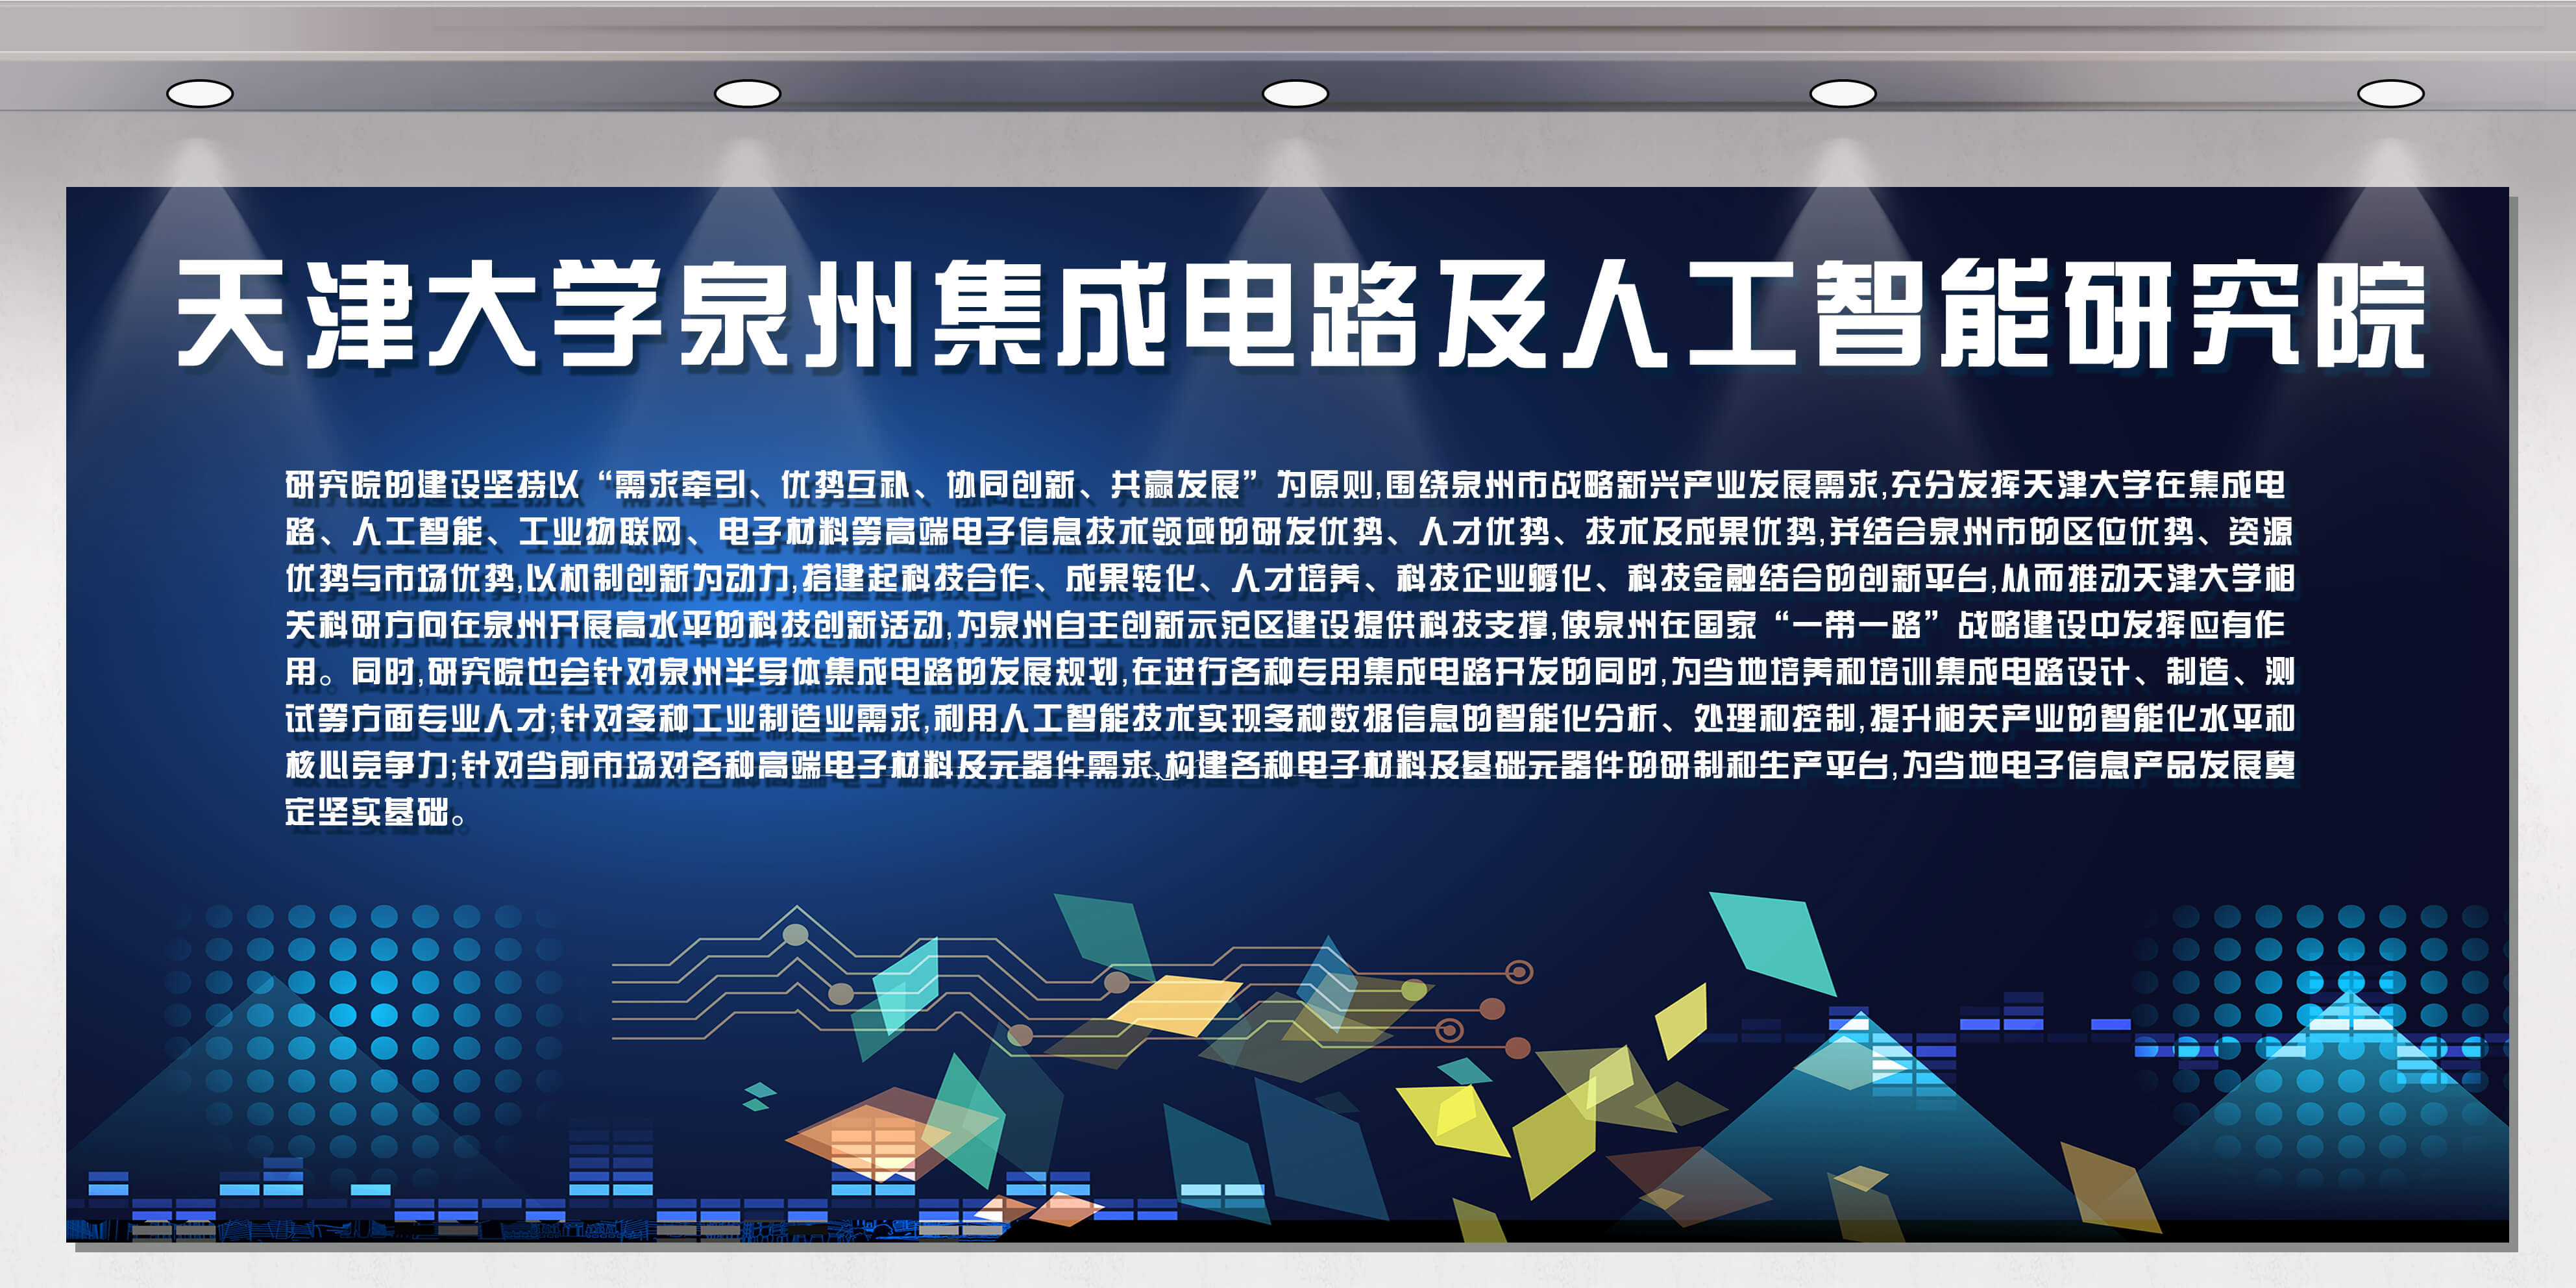 天津大学泉州集成电路及人工智能研究院
研究院的建设坚持以“需求牵引、优势互补、协同创新、共赢发展”为原则,围绕泉州市战略新兴产业发展需求,充分发挥天津大学在集成电
路、人工智能、工业物联网、电子材料等高端电子信息技术领域的研发优势、人才优势、技术及成果优势,并结合泉州市的区位优势、资源
优势与市场优势,以机制创新为动力,搭建起科技合作、成果转化、人才培养、科技企业孵化、科技金融结合的创新平台,从而推动天津大学相
关科研方向在泉州开展高水平的科技创新活动,为泉州自主创新示范区建设提供科技支撑,使泉州在国家“一带一路”战略建设中发挥应有作
用。同时,研究院也会针对泉州半导体集成电路的发展规划,在进行各种专用集成电路开发的同时,为当地培养和培训集成电路设计、制造、测
试等方面专业人才;针对多种工业制造业需求,利用人工智能技术实现多种数据信息的智能化分析、处理和控制,提升相关产业的智能化水平和
核心竞争力;针对当前市场对各种高端电子材料及元器件需求,构建各种电子材料及基础元器件的研制和生产平台,为当地电子信息产品发展奠
定坚实基础。